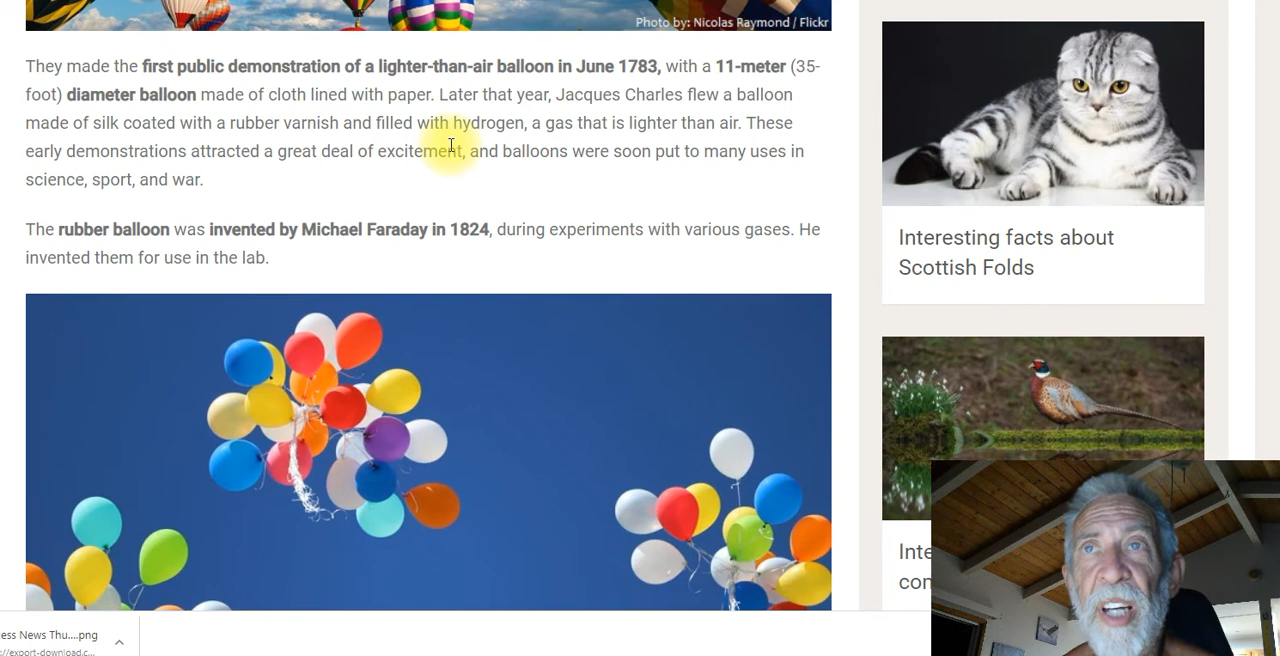 Photo by: Nicolas Raymond / Flickr
They made the first public demonstration of a lighter-than-air balloon in June 1783, with a 11-meter (35-
foot) diameter balloon made of cloth lined with paper. Later that year, Jacques Charles flew a balloon
made of silk coated with a rubber varnish and filled with hydrogen, a gas that is lighter than air. These
early demonstrations attracted a great deal of excitement, and balloons were soon put to many uses in
science, sport, and war.
The rubber balloon was invented by Michael Faraday in 1824, during experiments with various gases. He
invented them for use in the lab.
Interesting facts about
Scottish Folds
Inte
con
ess News Thu....png
://export-download.c...